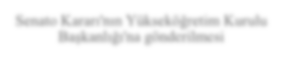 Senato Kararı'nın Yükseköğretim Kurulu
Başkanlığı'na gönderilmesi